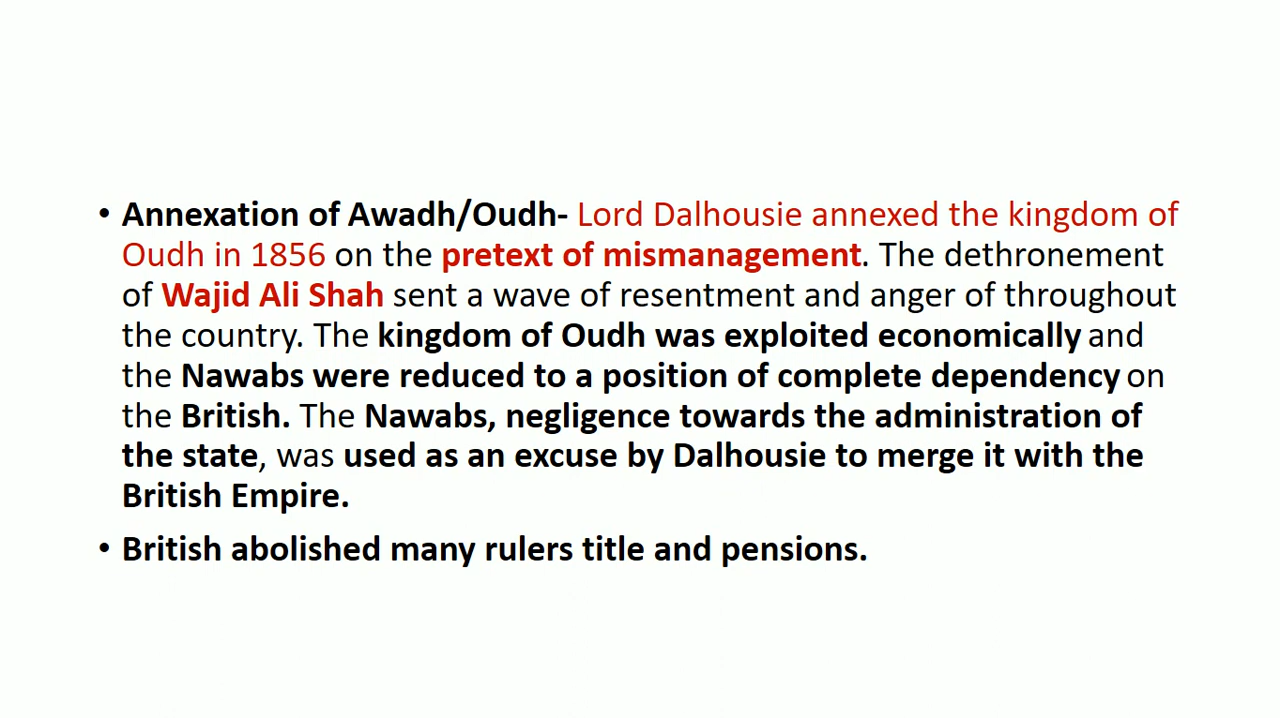 • Annexation of Awadh/Oudh- Lord Dalhousie annexed the kingdom of
Oudh in 1856 on the pretext of mismanagement. The dethronement
of Wajid Ali Shah sent a wave of resentment and anger of throughout
the country. The kingdom of Oudh was exploited economically and
the Nawabs were reduced to a position of complete dependency on
the British. The Nawabs, negligence towards the administration of
the state, was used as an excuse by Dalhousie to merge it with the
British Empire.
• British abolished many rulers title and pensions.